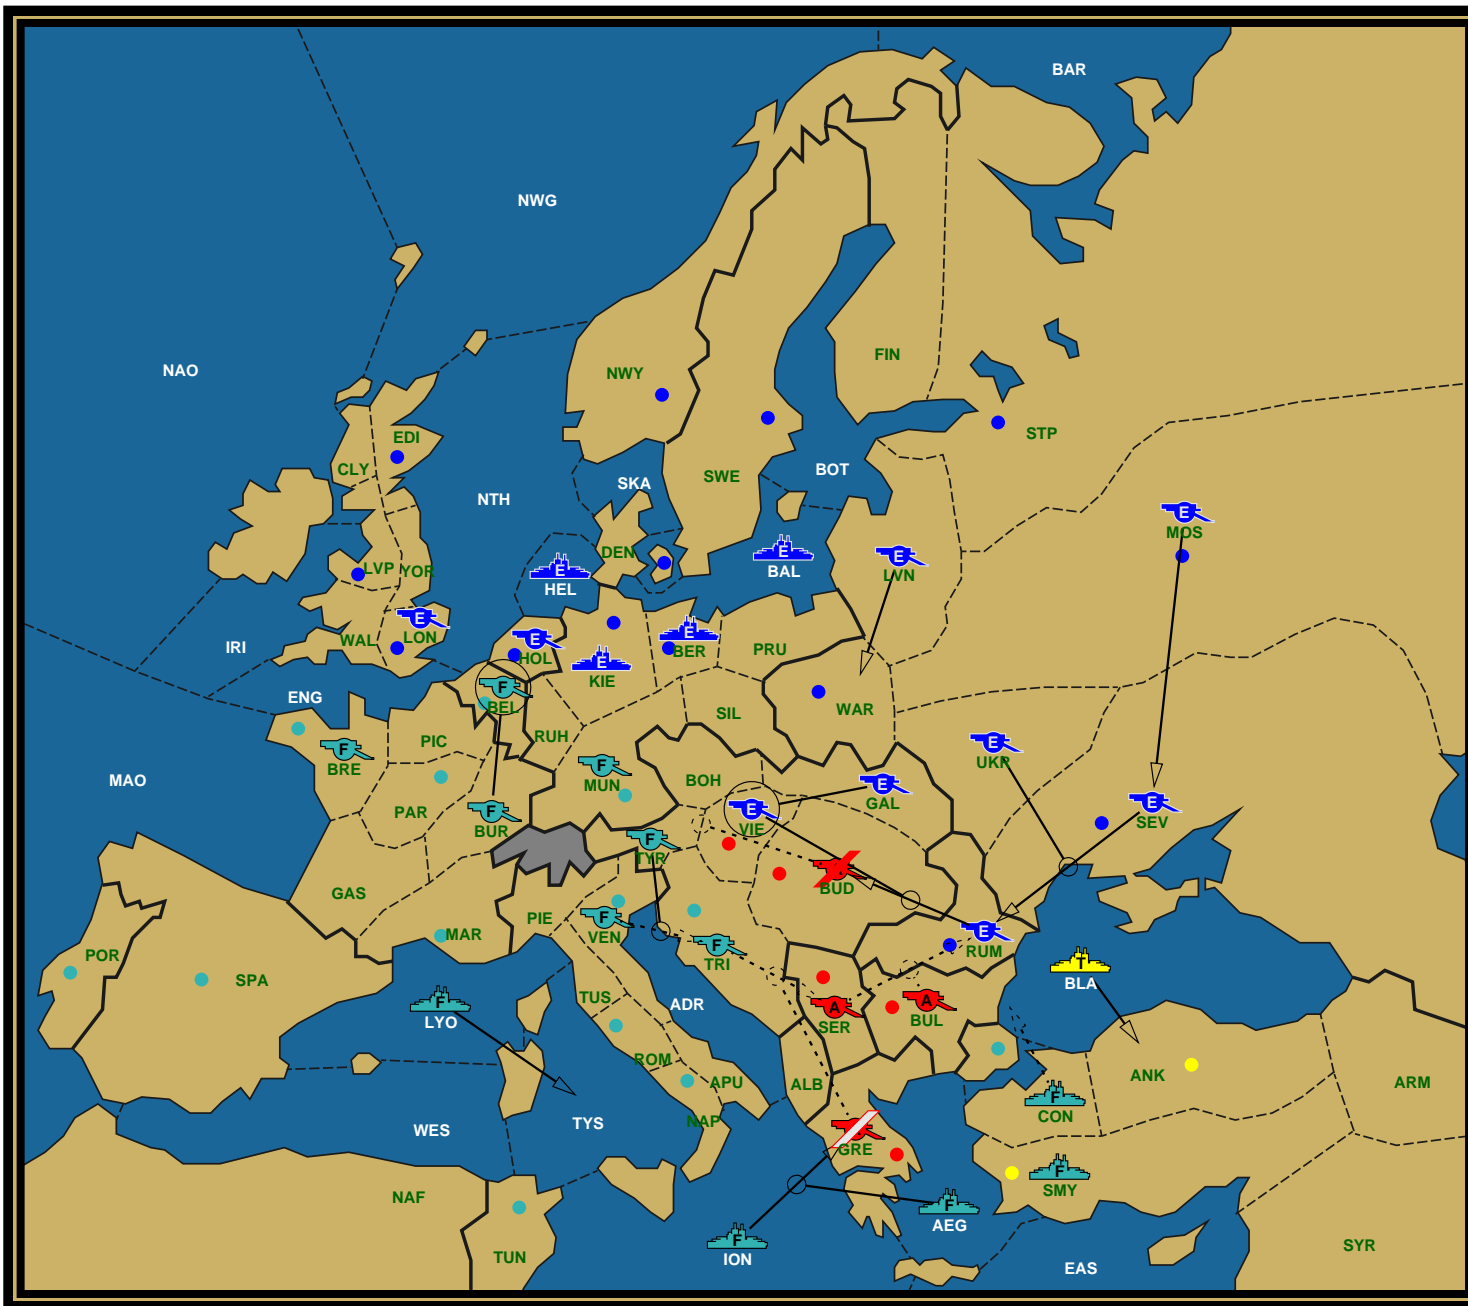 BAR
NWG
NAO
FIN
NWY
EDI
STP
CLY
SWE
BOT
SKA
NTH
E
MOS
DEN
E
BAL
E
LVN
LVP
YOR
E
HEL
E
LON
WAL
E
HOL
E
BER
PRU
IRI
E
KIE
ENG
F
BEL
SIL
WAR
RUH
PIC
F
BRE
E
UKR
F
MUN
BOH
E
GAL
MAO
E
VIE
E
SEV
PAR
F
BUR
F
TYR
BUD
GAS
PIE
F
VEN
MAR
F
TRI
E
RUM
POR
SPA
T
BLA
TUS
ADR
F
LYO
A
SER
A
BUL
ROM
APU
ALB
ANK
ARM
F
CON
NAP
TYS
WES
GRE
F
SMY
NAF
F
AEG
TUN
F
ION
SYR
EAS